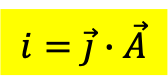 i = j⃗ · A⃗